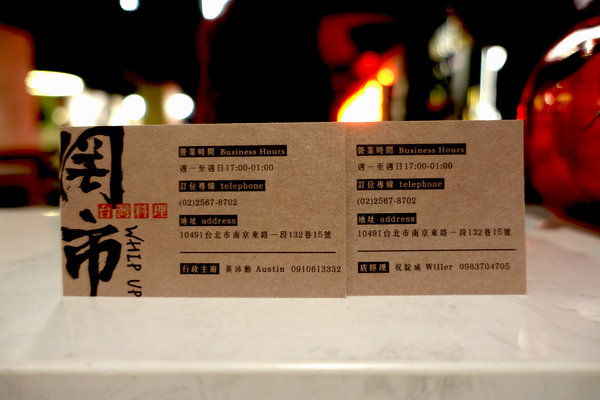 閤市
台灣料理
WHIP UP
營業時間 Business Hours
週一至週日17:00-01:00
訂位專線 telephone
(02)2567-8702
地址 address
10491台北市南京東路一段132巷15號
行政主廚 黃沛勳 Austin 0910613332
營業時間 Business Hours
週一至週日17:00-01:00
訂位專線 telephone
(02)2567-8702
地址 address
10491台北市南京東路一段132巷15號
店經理 祝錠威 Willer 0983704705